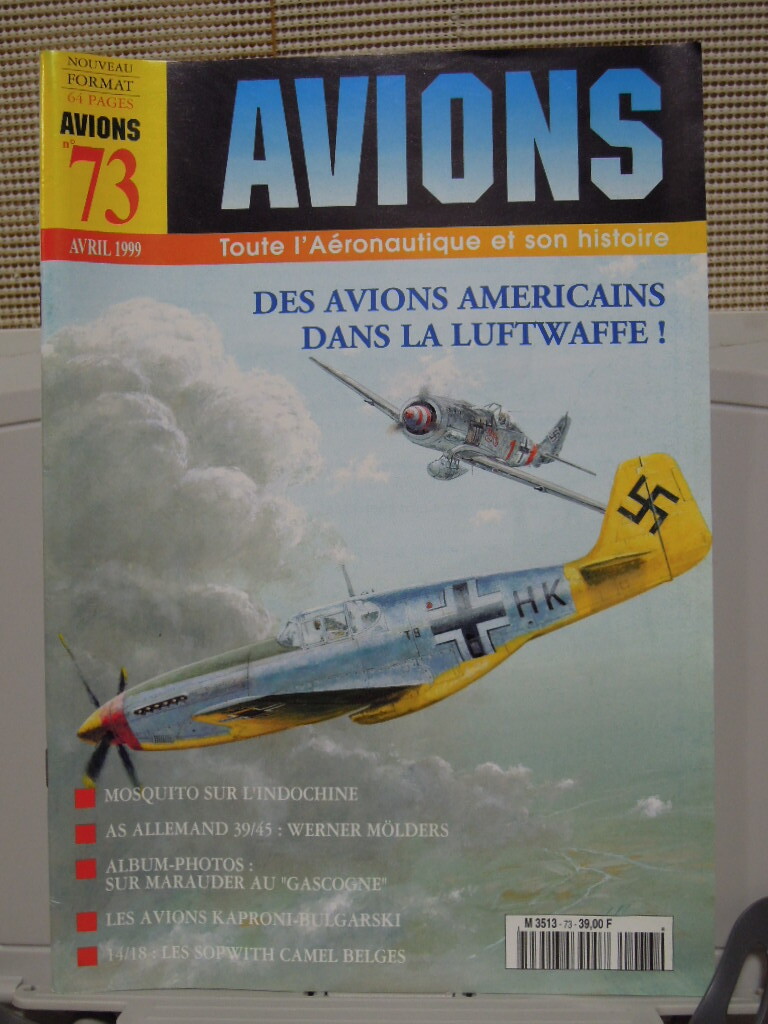 NOUVEAU
FORMAT
64 PAGES
AVIONS
n°
73
AVRIL 1999
AVIONS
Toute l'Aéronautique et son histoire
DES AVIONS AMERICAINS
DANS LA LUFTWAFFE !
1
T9
HK
MOSQUITO SUR L'INDOCHINE
AS ALLEMAND 39/45 : WERNER MÖLDERS
ALBUM-PHOTOS :
SUR MARAUDER AU "GASCOGNE"
LES AVIONS KAPRONI-BULGARSKI
14/18 : LES SOPWITH CAMEL BELGES
M 3513 - 73 - 39,00 F